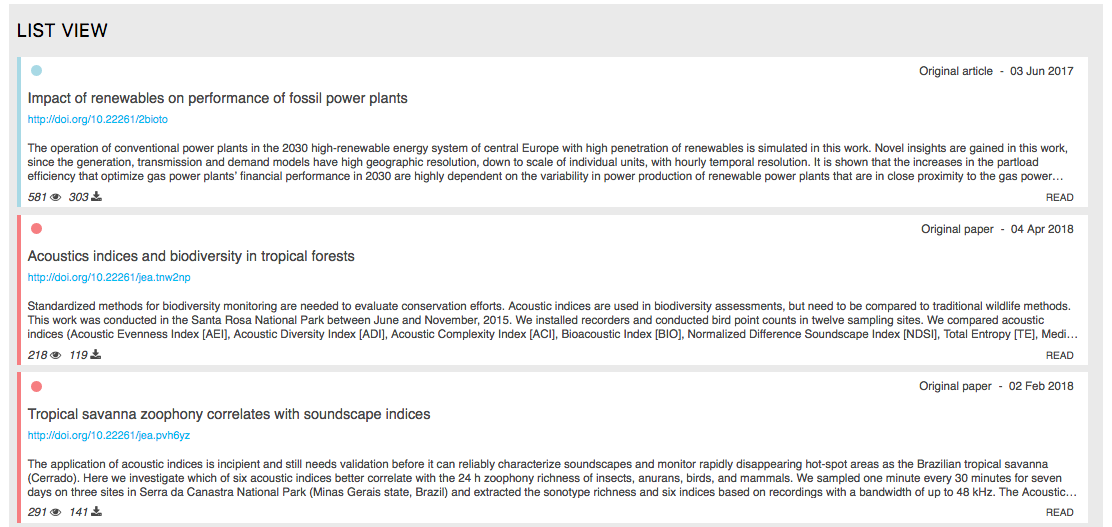 LIST VIEW
Original article - 03 Jun 2017
Impact of renewables on performance of fossil power plants
http://doi.org/10.22261/2bioto
The operation of conventional power plants in the 2030 high-renewable energy system of central Europe with high penetration of renewables is simulated in this work. Novel insights are gained in this work,
since the generation, transmission and demand models have high geographic resolution, down to scale of individual units, with hourly temporal resolution. It is shown that the increases in the partload
efficiency that optimize gas power plants' financial performance in 2030 are highly dependent on the variability in power production of renewable power plants that are in close proximity to the gas power…
581 303 READ
Original paper - 04 Apr 2018
Acoustics indices and biodiversity in tropical forests
http://doi.org/10.22261/jea.tnw2np
Standardized methods for biodiversity monitoring are needed to evaluate conservation efforts. Acoustic indices are used in biodiversity assessments, but need to be compared to traditional wildlife methods.
This work was conducted in the Santa Rosa National Park between June and November, 2015. We installed recorders and conducted bird point counts in twelve sampling sites. We compared acoustic
indices (Acoustic Evenness Index [AEI], Acoustic Diversity Index [ADI], Acoustic Complexity Index [ACI], Bioacoustic Index [BIO], Normalized Difference Soundscape Index [NDSI], Total Entropy [TE], Medi…
218 119 READ
Original paper - 02 Feb 2018
Tropical savanna zoophony correlates with soundscape indices
http://doi.org/10.22261/jea.pvh6yz
The application of acoustic indices is incipient and still needs validation before it can reliably characterize soundscapes and monitor rapidly disappearing hot-spot areas as the Brazilian tropical savanna
(Cerrado). Here we investigate which of six acoustic indices better correlate with the 24 h zoophony richness of insects, anurans, birds, and mammals. We sampled one minute every 30 minutes for seven
days on three sites in Serra da Canastra National Park (Minas Gerais state, Brazil) and extracted the sonotype richness and six indices based on recordings with a bandwidth of up to 48 kHz. The Acoustic…
291 141 READ